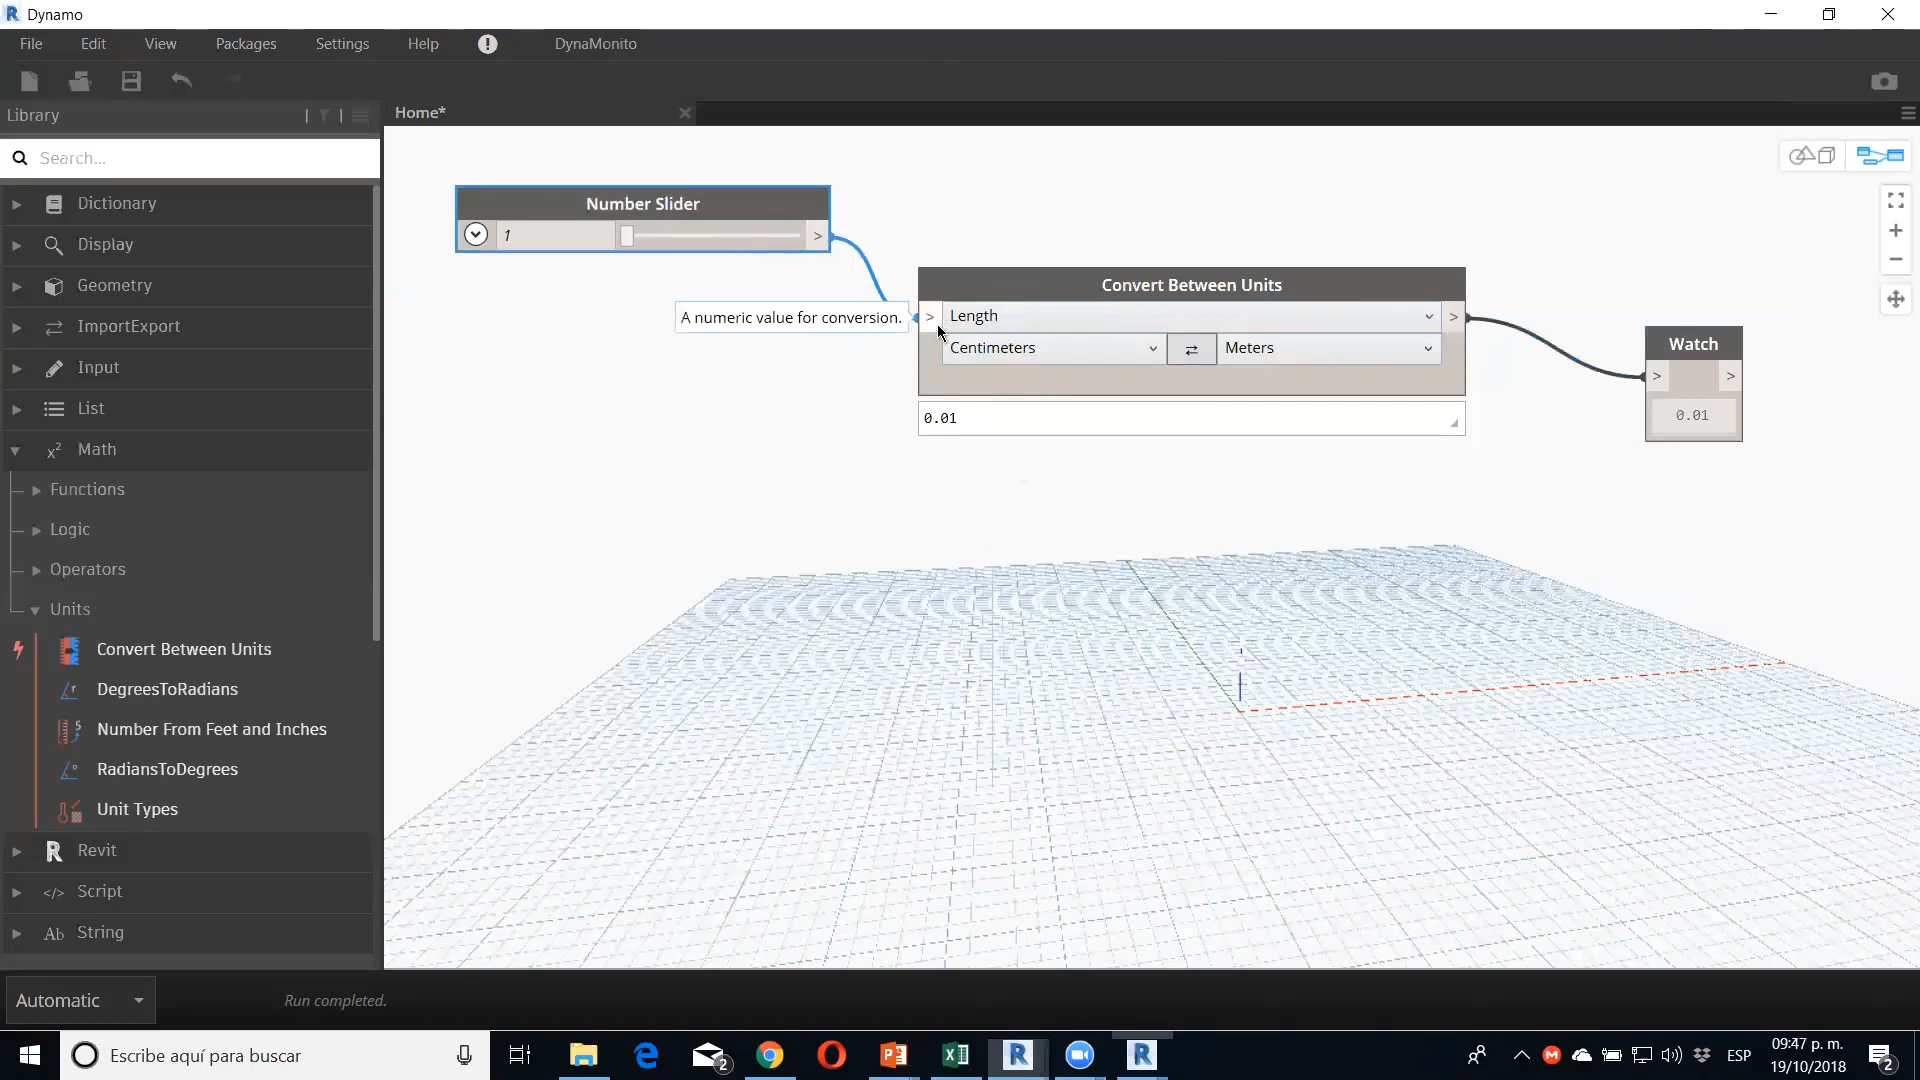 Dynamo
File Edit View Packages Settings Help DynaMonito
Library
Home*
Search...
Dictionary
Display
Geometry
ImportExport
Input
List
Math
Functions
Logic
Operators
Units
Convert Between Units
DegreesToRadians
Number From Feet and Inches
RadiansToDegrees
Unit Types
Revit
Script
String
Number Slider
1
>
A numeric value for conversion.
Convert Between Units
> Length >
Centimeters Meters
0.01
Watch
> >
0.01
Automatic
Run completed.
Escribe aquí para buscar
2
ESP
09:47 p. m.
19/10/2018
2